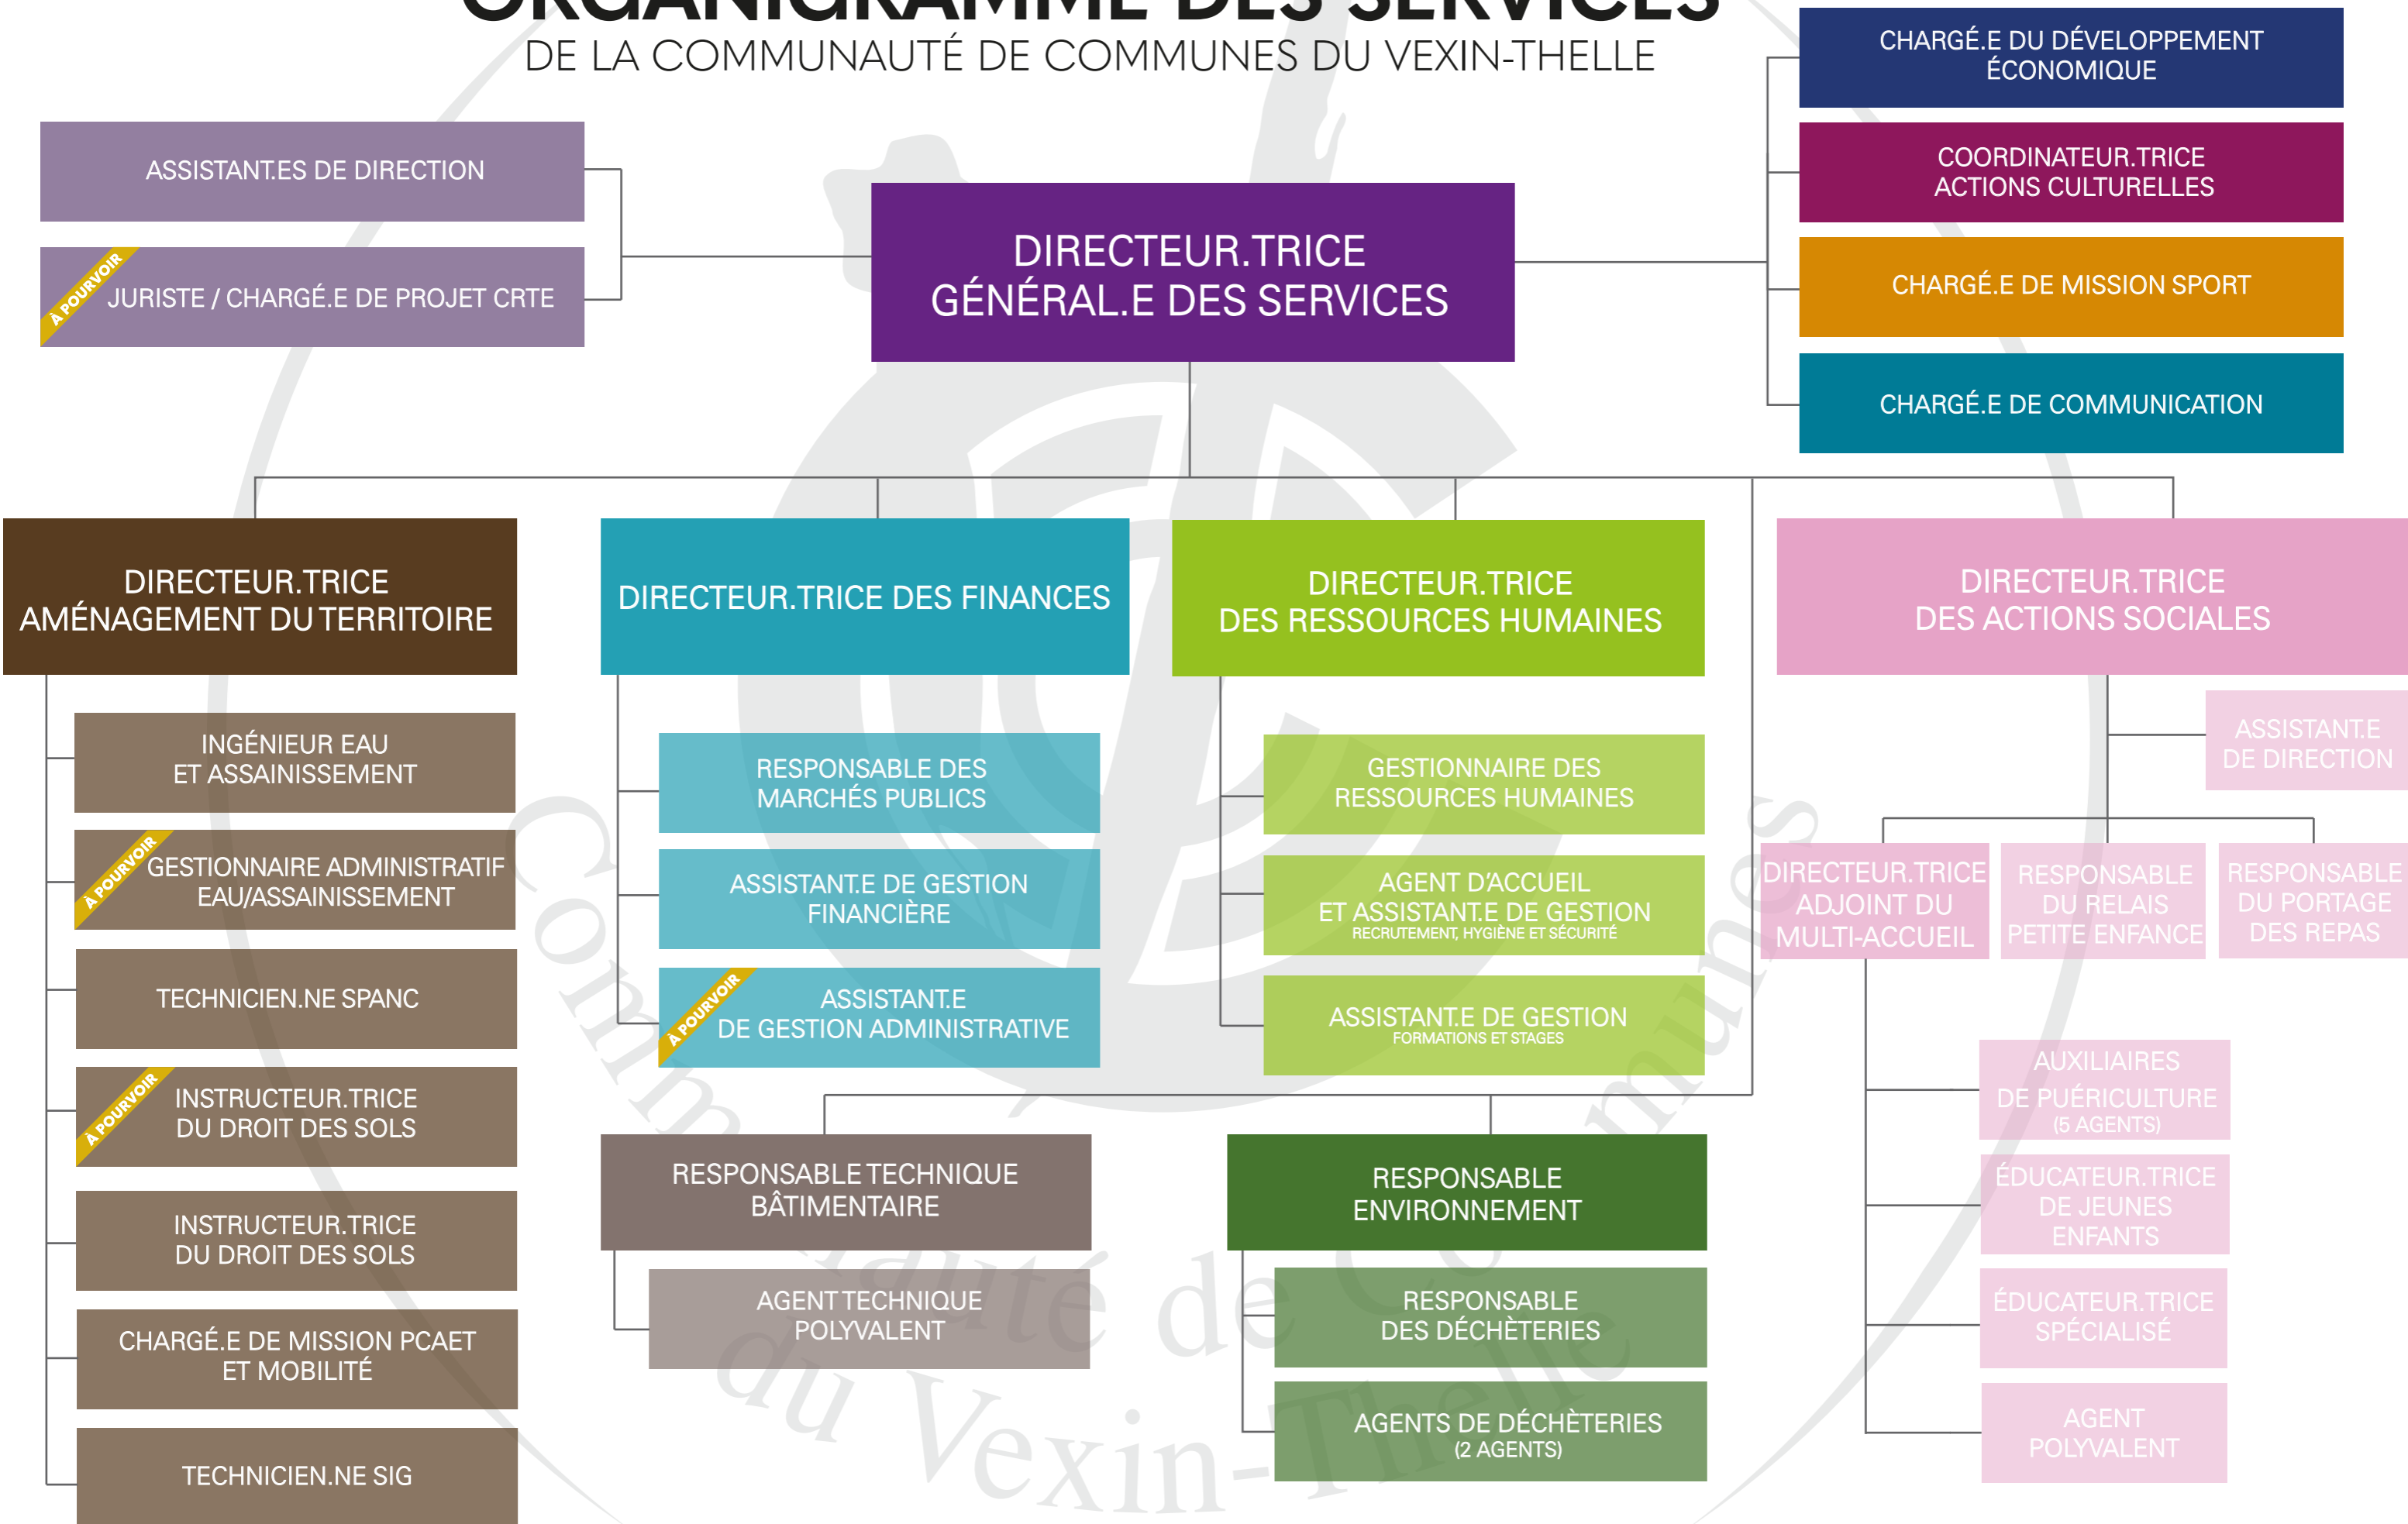 ORGANIGRAMME DES SERVICES
DE LA COMMUNAUTÉ DE COMMUNES DU VEXIN-THELLE
CHARGÉ.E DU DÉVELOPPEMENT
ÉCONOMIQUE
COORDINATEUR.TRICE
ACTIONS CULTURELLES
CHARGÉ.E DE MISSION SPORT
CHARGÉ.E DE COMMUNICATION
ASSISTANT.ES DE DIRECTION
À POURVOIR
JURISTE / CHARGÉ.E DE PROJET CRTE
DIRECTEUR.TRICE
GÉNÉRAL.E DES SERVICES
DIRECTEUR.TRICE
AMÉNAGEMENT DU TERRITOIRE
INGÉNIEUR EAU
ET ASSAINISSEMENT
À POURVOIR
GESTIONNAIRE ADMINISTRATIF
EAU/ASSAINISSEMENT
TECHNICIEN.NE SPANC
À POURVOIR
INSTRUCTEUR.TRICE
DU DROIT DES SOLS
INSTRUCTEUR.TRICE
DU DROIT DES SOLS
CHARGÉ.E DE MISSION PCAET
ET MOBILITÉ
TECHNICIEN.NE SIG
DIRECTEUR.TRICE DES FINANCES
RESPONSABLE DES
MARCHÉS PUBLICS
ASSISTANT.E DE GESTION
FINANCIÈRE
À POURVOIR
ASSISTANT.E
DE GESTION ADMINISTRATIVE
DIRECTEUR.TRICE
DES RESSOURCES HUMAINES
GESTIONNAIRE DES
RESSOURCES HUMAINES
AGENT D'ACCUEIL
ET ASSISTANT.E DE GESTION
RECRUTEMENT, HYGIÈNE ET SÉCURITÉ
ASSISTANT.E DE GESTION
FORMATIONS ET STAGES
RESPONSABLE TECHNIQUE
BÂTIMENTAIRE
AGENT TECHNIQUE
POLYVALENT
RESPONSABLE
ENVIRONNEMENT
RESPONSABLE
DES DÉCHÈTERIES
AGENTS DE DÉCHÈTERIES
(2 AGENTS)
DIRECTEUR.TRICE
DES ACTIONS SOCIALES
ASSISTANT.E
DE DIRECTION
DIRECTEUR.TRICE
ADJOINT DU
MULTI-ACCUEIL
RESPONSABLE
DU RELAIS
PETITE ENFANCE
RESPONSABLE
DU PORTAGE
DES REPAS
AUXILIAIRES
DE PUÉRICULTURE
(5 AGENTS)
ÉDUCATEUR.TRICE
DE JEUNES
ENFANTS
ÉDUCATEUR.TRICE
SPÉCIALISÉ
AGENT
POLYVALENT
Communauté de Communes
du Vexin-Thelle